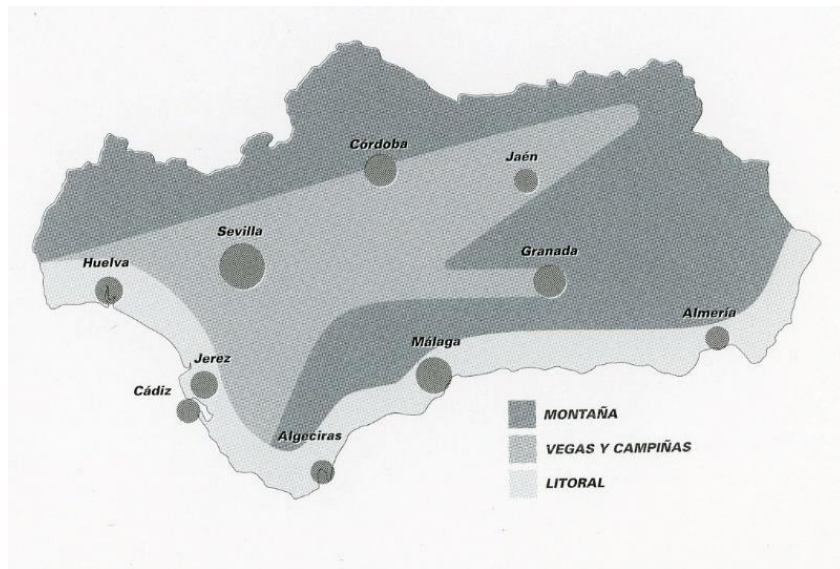 Córdoba
Jaén
Sevilla
Granada
Huelva
Almería
Málaga
Jerez
Cádiz
Algeciras
MONTAÑA
VEGAS Y CAMPIÑAS
LITORAL